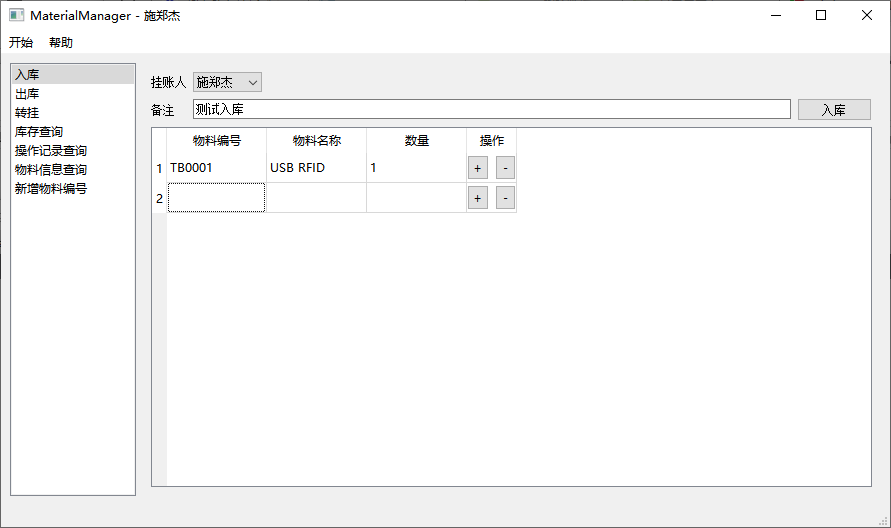 MaterialManager - 施郑杰
开始 帮助
入库
出库
转挂
库存查询
操作记录查询
物料信息查询
新增物料编号
挂账人 施郑杰
备注 测试入库 入库
物料编号 物料名称 数量 操作
1 TB0001 USB RFID 1 + -
2 + -